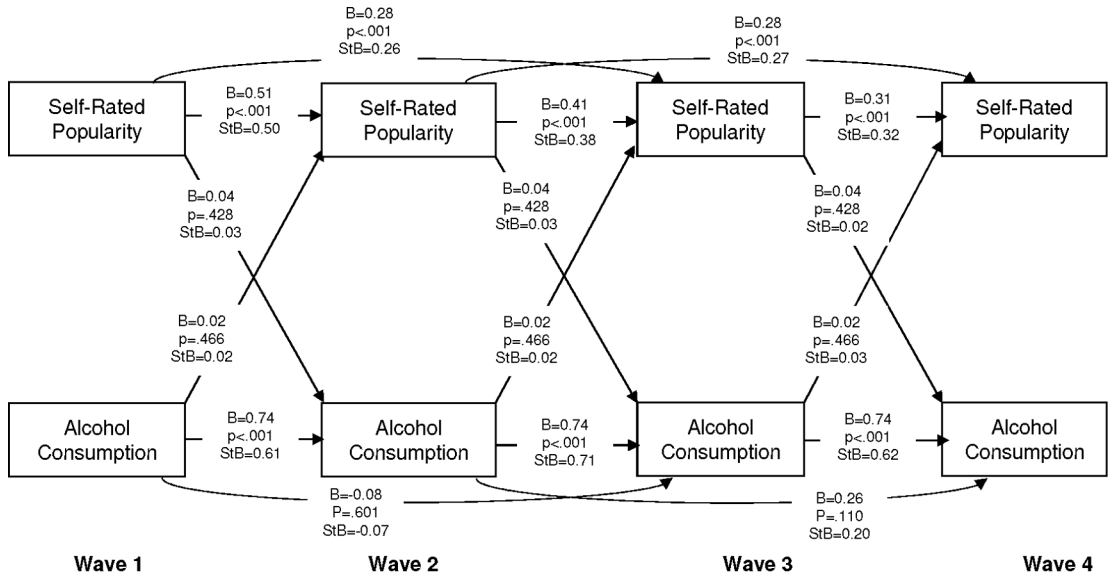 B=0.28
p<.001
StB=0.26
B=0.28
p<.001
StB=0.27
Self-Rated
Popularity
B=0.51
p<.001
StB=0.50
Self-Rated
Popularity
B=0.41
p<.001
StB=0.38
Self-Rated
Popularity
B=0.31
p<.001
StB=0.32
Self-Rated
Popularity
B=0.04
p=.428
StB=0.03
B=0.04
p=.428
StB=0.03
B=0.04
p=.428
StB=0.02
B=0.02
p=.466
StB=0.02
B=0.02
p=.466
StB=0.02
B=0.02
p=.466
StB=0.03
Alcohol
Consumption
B=0.74
p<.001
StB=0.61
Alcohol
Consumption
B=0.74
p<.001
StB=0.71
Alcohol
Consumption
B=0.74
p<.001
StB=0.62
Alcohol
Consumption
B=-0.08
P=.601
StB=-0.07
B=0.26
P=.110
StB=0.20
Wave 1
Wave 2
Wave 3
Wave 4